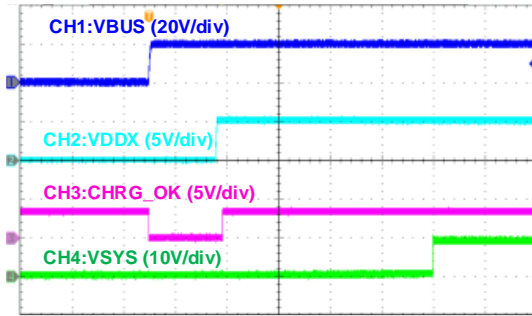 CH1:VBUS (20V/div)
CH2:VDDX (5V/div)
CH3:CHRG_OK (5V/div)
CH4:VSYS (10V/div)